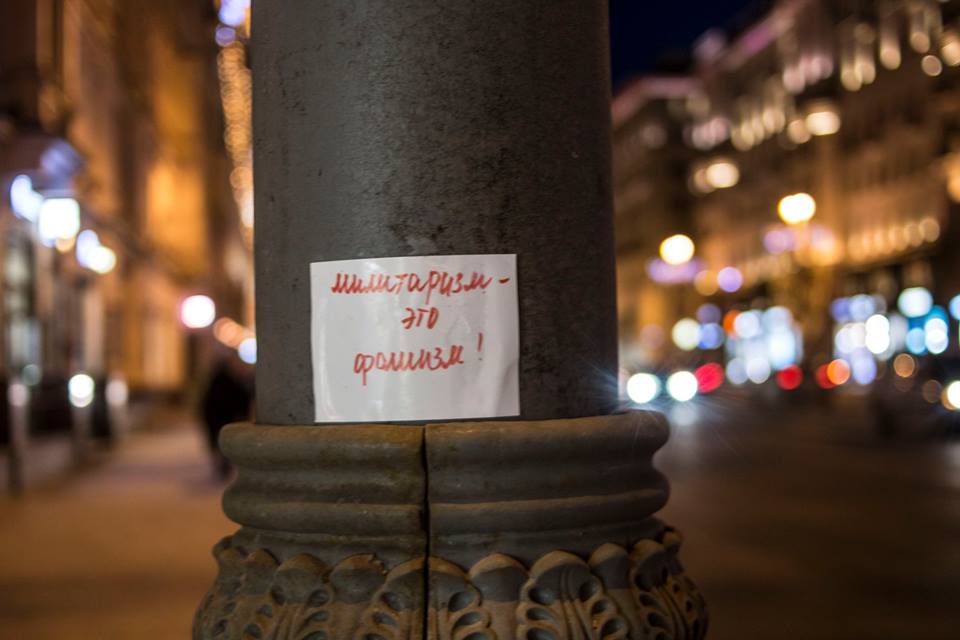 милитаризм -
это
фашизм!